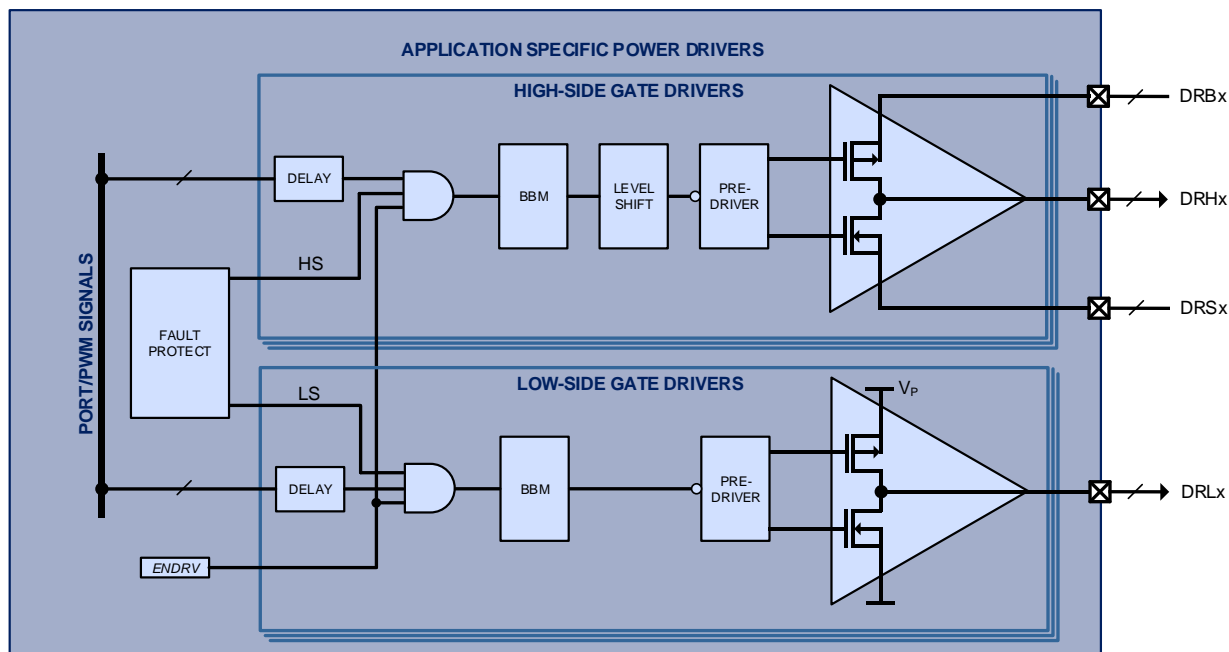 APPLICATION SPECIFIC POWER DRIVERS
HIGH-SIDE GATE DRIVERS
DRBx
DELAY
BBM
LEVEL
SHIFT
PRE-
DRIVER
DRHx
HS
PORT/PWM SIGNALS
FAULT
PROTECT
DRSx
LOW-SIDE GATE DRIVERS
LS
VP
DELAY
BBM
PRE-
DRIVER
DRLx
ENDRV